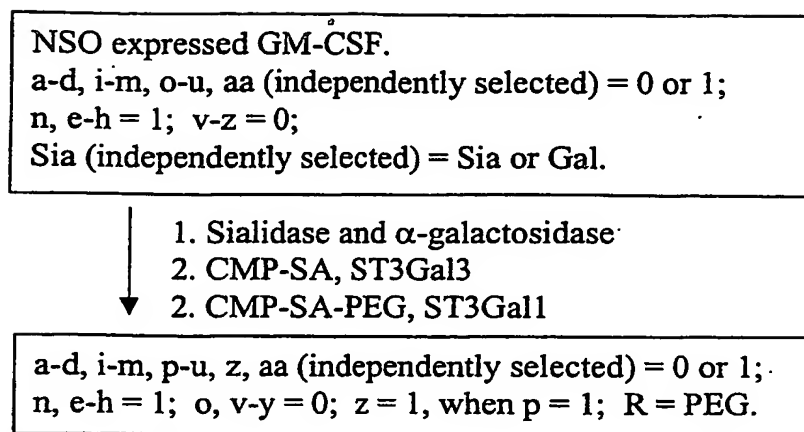 NSO expressed GM-CSF.
a-d, i-m, o-u, aa (independently selected) = 0 or 1;
n, e-h = 1; v-z = 0;
Sia (independently selected) = Sia or Gal.
1. Sialidase and α-galactosidase
2. CMP-SA, ST3Gal3
2. CMP-SA-PEG, ST3Gal1
a-d, i-m, p-u, z, aa (independently selected) = 0 or 1;
n, e-h = 1; o, v-y = 0; z = 1, when p = 1; R = PEG.